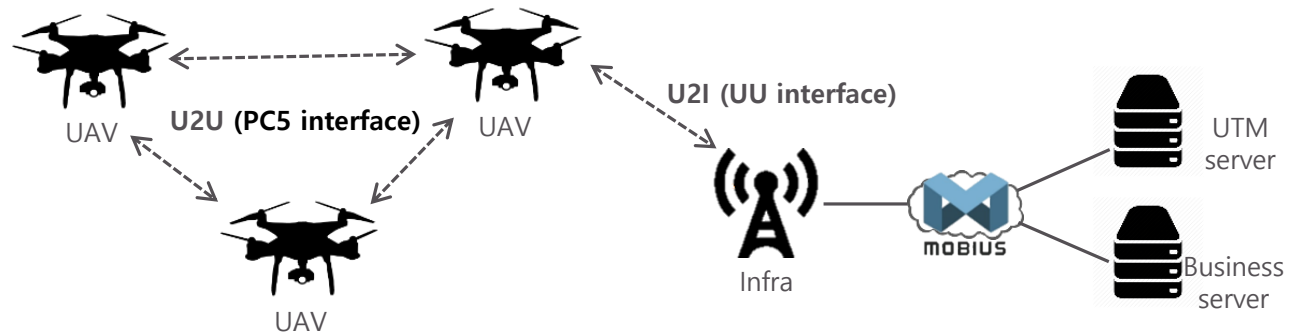 UAV
U2U (PC5 interface)
UAV
UAV
U2I (UU interface)
Infra
MOBIUS
UTM
server
Business
server